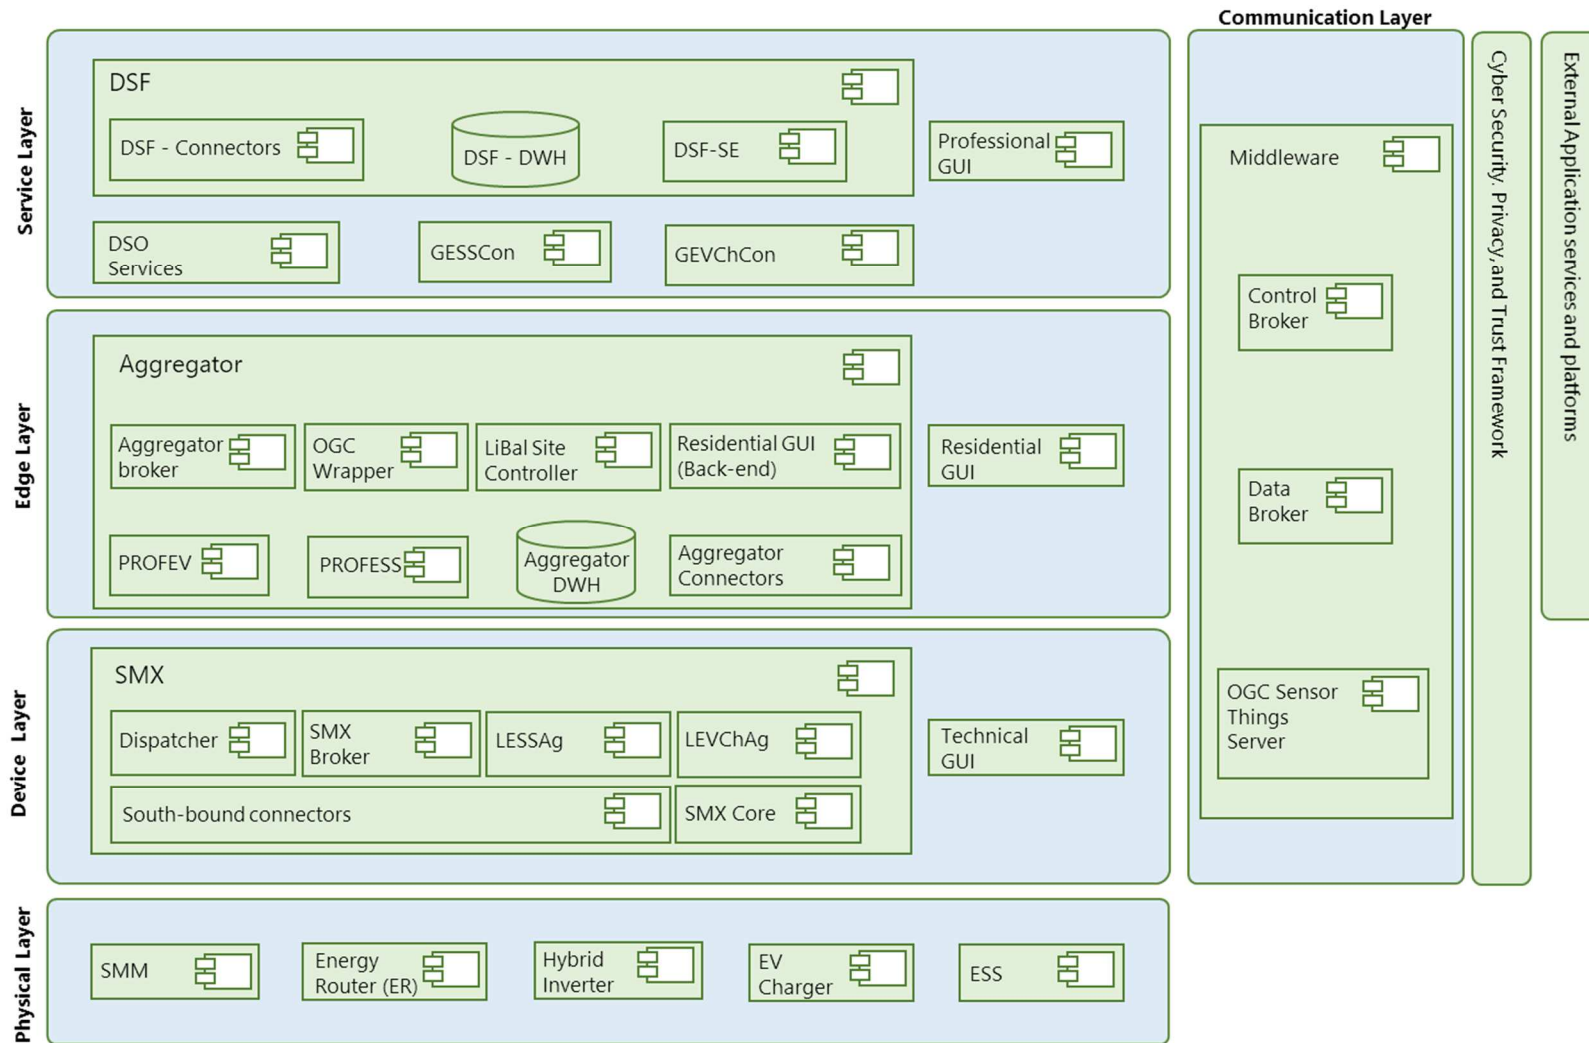 Communication Layer
Service Layer
DSF
DSF - Connectors
DSF - DWH
DSF-SE
Professional
GUI
DSO
Services
GESSCon
GEVChCon
Edge Layer
Aggregator
Aggregator
broker
OGC
Wrapper
LiBal Site
Controller
Residential GUI
(Back-end)
Residential
GUI
PROFEV
PROFESS
Aggregator
DWH
Aggregator
Connectors
Device Layer
SMX
Dispatcher
SMX
Broker
LESSAg
LEVChAg
Technical
GUI
South-bound connectors
SMX Core
Physical Layer
SMM
Energy
Router (ER)
Hybrid
Inverter
EV
Charger
ESS
Middleware
Control
Broker
Data
Broker
OGC Sensor
Things
Server
Cyber Security. Privacy,and Trust Framework
External Application services and platforms